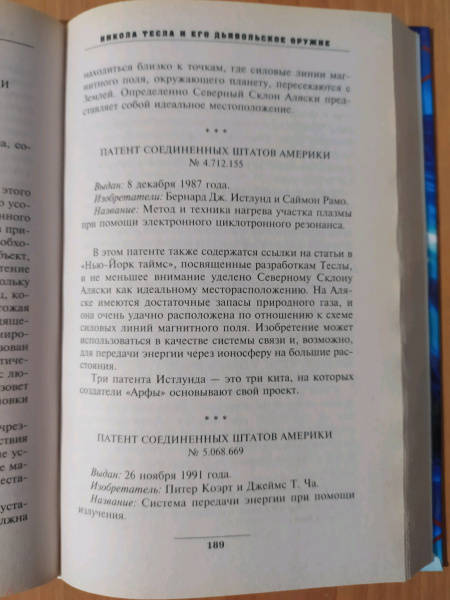 НИКОЛА ТЕСЛА И ЕГО ДЬЯВОЛЬСКОЕ ОРУЖИЕ
находиться близко к точкам, где силовые линии маг-
нитного поля, окружающего планету, пересекаются с
Землей. Определенно Северный Склон Аляски пред-
ставляет собой идеальное местоположение.
* * *
ПАТЕНТ СОЕДИНЕННЫХ ШТАТОВ АМЕРИКИ
№ 4.712.155
Выдан: 8 декабря 1987 года.
Изобретатели: Бернард Дж. Истлунд и Саймон Рамо.
Название: Метод и техника нагрева участка плазмы
при помощи электронного циклотронного резонанса.
В этом патенте также содержатся ссылки на статьи в
«Нью-Йорк таймс», посвященные разработкам Теслы,
и не меньшее внимание уделено Северному Склону
Аляски как идеальному месторасположению. На Аля-
ске имеются достаточные запасы природного газа, и
она очень удачно расположена по отношению к схеме
силовых линий магнитного поля. Изобретение может
использоваться в качестве системы связи и, возможно,
для передачи энергии через ионосферу на большие рас-
стояния.
Три патента Истлунда — это три кита, на которых
создатели «Арфы» основывают свой проект.
* * *
ПАТЕНТ СОЕДИНЕННЫХ ШТАТОВ АМЕРИКИ
№ 5.068.669
Выдан: 26 ноября 1991 года.
Изобретатель: Питер Коэрт и Джеймс Т. Ча.
Название: Система передачи энергии при помощи
излучения.
189